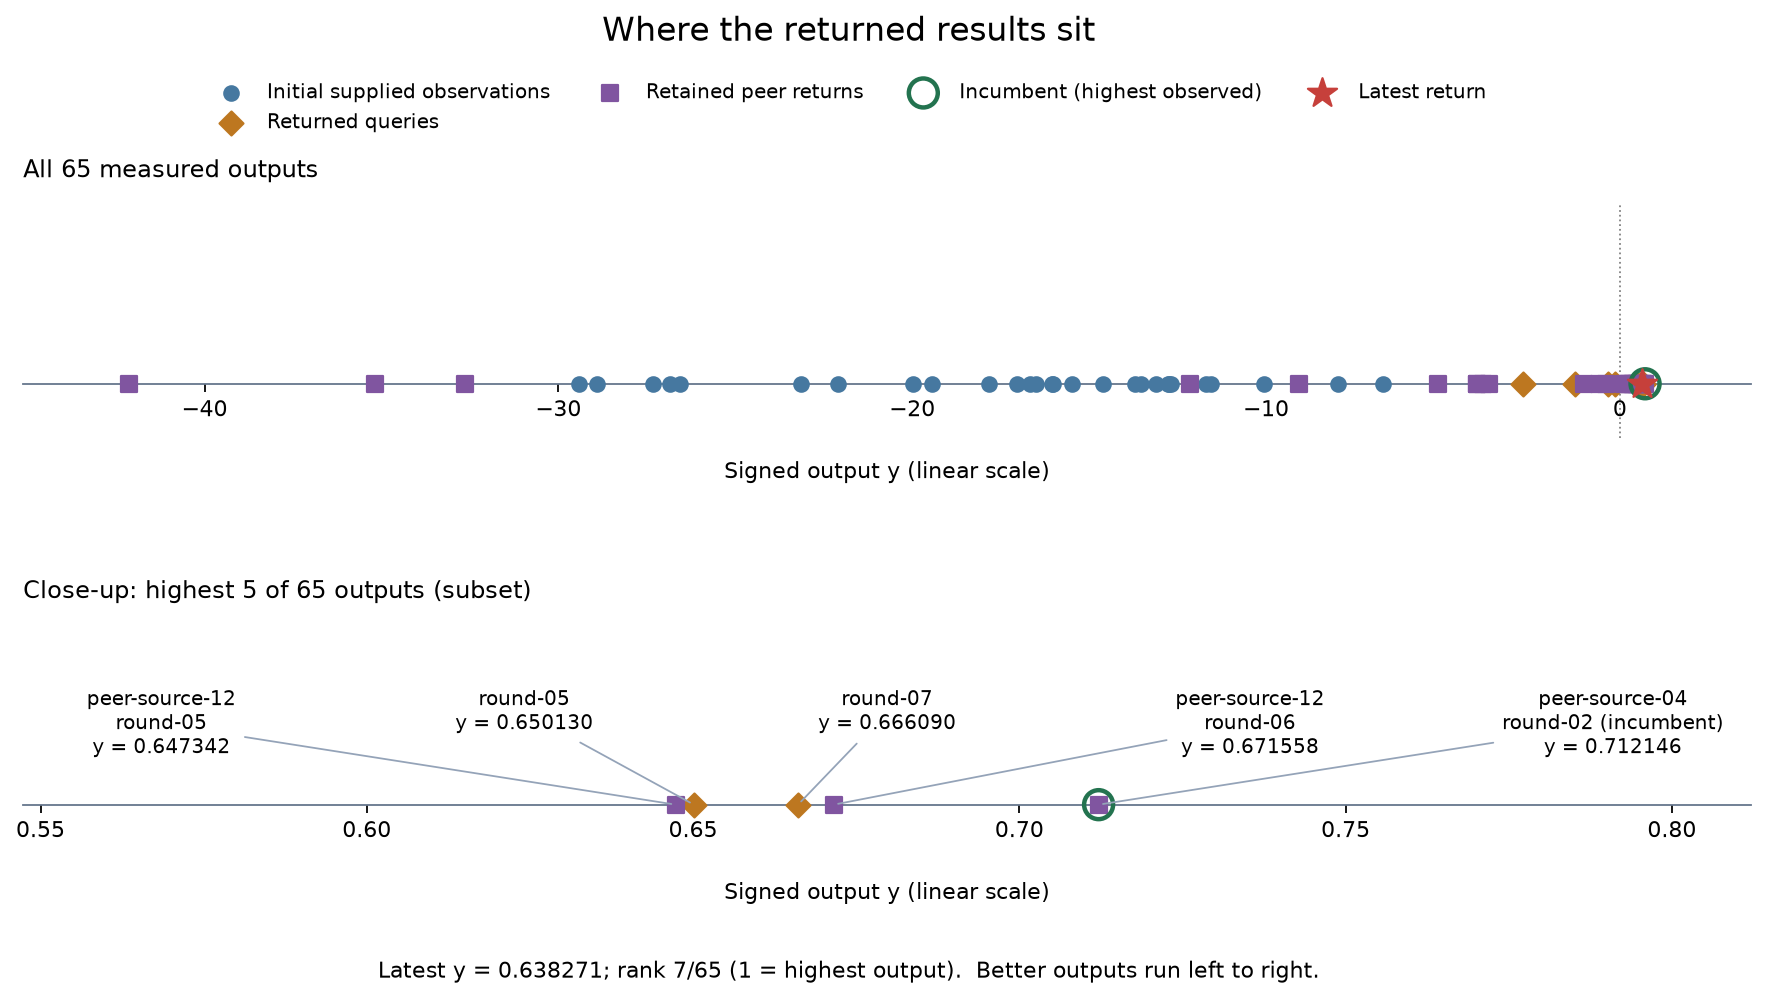 Where the returned results sit
Initial supplied observations
Returned queries
Retained peer returns
Incumbent (highest observed)
Latest return
All 65 measured outputs
−40
−30
−20
−10
0
Signed output y (linear scale)
Close-up: highest 5 of 65 outputs (subset)
peer-source-12
round-05
y = 0.647342
round-05
y = 0.650130
round-07
y = 0.666090
peer-source-12
round-06
y = 0.671558
peer-source-04
round-02 (incumbent)
y = 0.712146
0.55
0.60
0.65
0.70
0.75
0.80
Signed output y (linear scale)
Latest y = 0.638271; rank 7/65 (1 = highest output).  Better outputs run left to right.